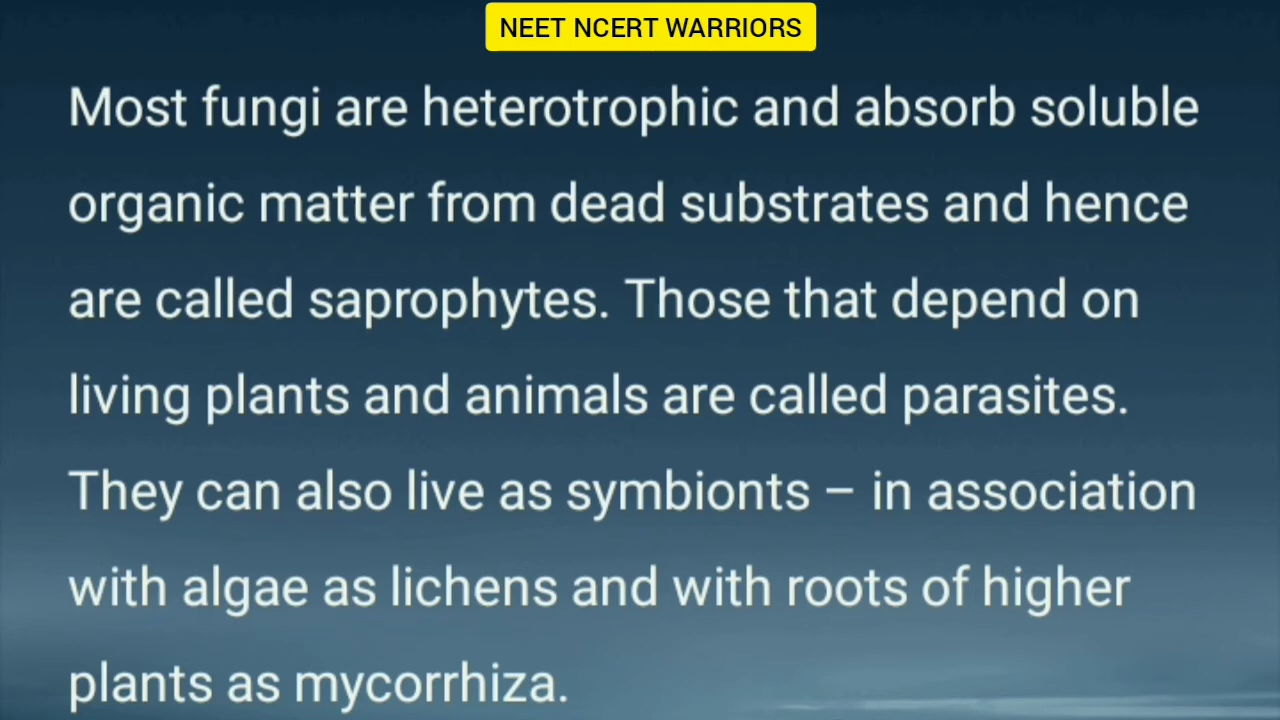 NEET NCERT WARRIORS
Most fungi are heterotrophic and absorb soluble
organic matter from dead substrates and hence
are called saprophytes. Those that depend on
living plants and animals are called parasites.
They can also live as symbionts – in association
with algae as lichens and with roots of higher
plants as mycorrhiza.